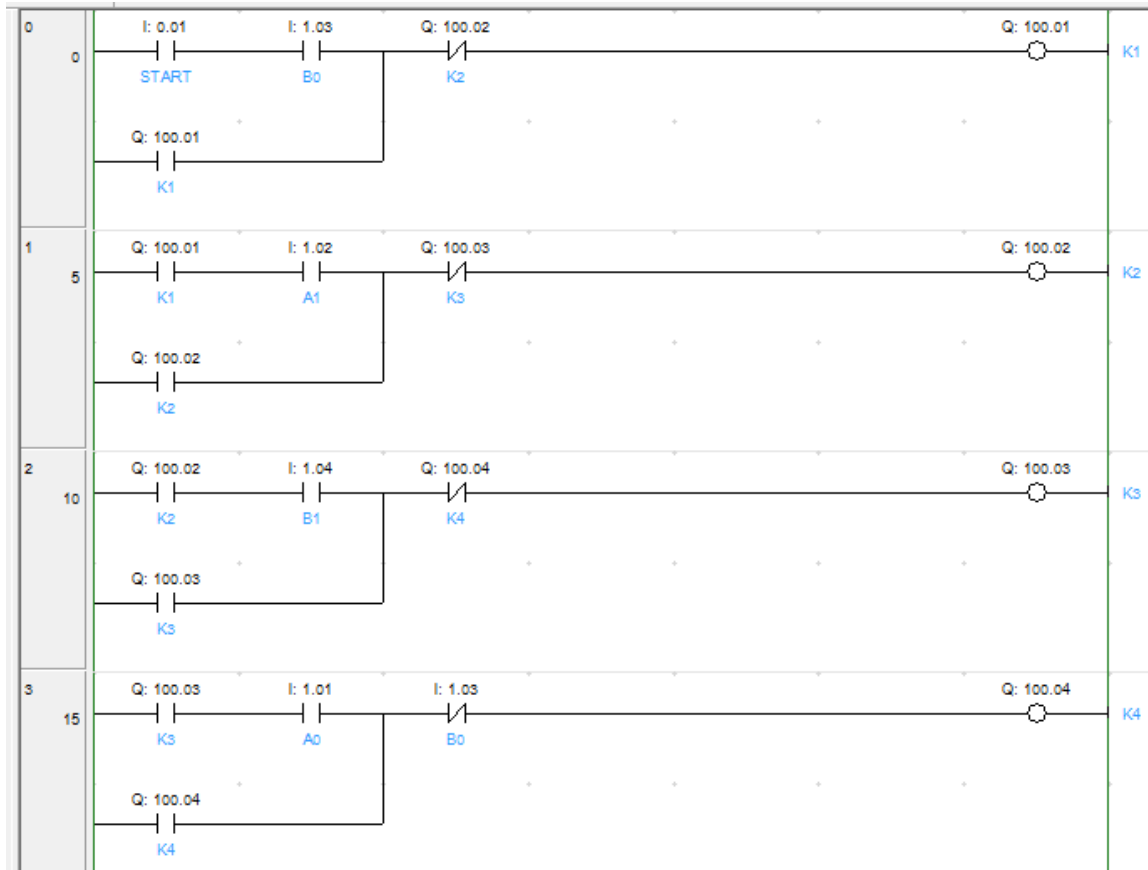 0 I: 0.01 I: 1.03 Q: 100.02 Q: 100.01
0 K1
START B0 K2
Q: 100.01
K1
1 Q: 100.01 I: 1.02 Q: 100.03 Q: 100.02
5 K2
K1 A1 K3
Q: 100.02
K2
2 Q: 100.02 I: 1.04 Q: 100.04 Q: 100.03
10 K3
K2 B1 K4
Q: 100.03
K3
3 Q: 100.03 I: 1.01 I: 1.03 Q: 100.04
15 K4
K3 A0 B0
Q: 100.04
K4